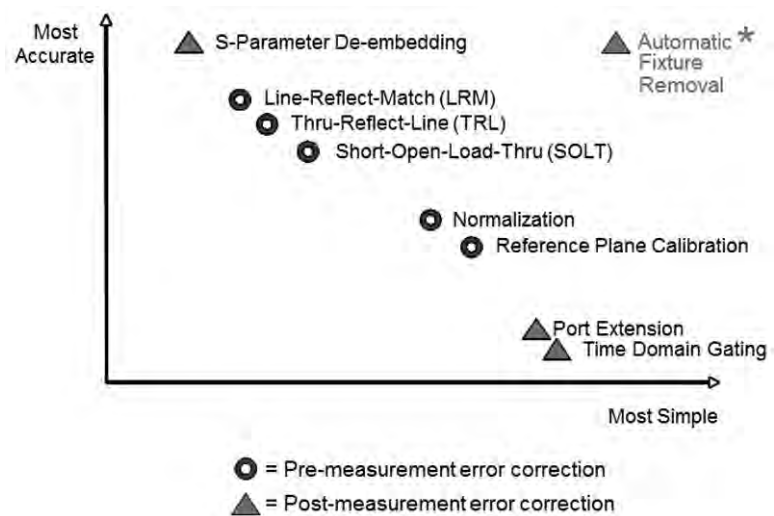 Most
Accurate
S-Parameter De-embedding
Automatic *
Fixture
Removal
Line-Reflect-Match (LRM)
Thru-Reflect-Line (TRL)
Short-Open-Load-Thru (SOLT)
Normalization
Reference Plane Calibration
Port Extension
Time Domain Gating
Most Simple
= Pre-measurement error correction
= Post-measurement error correction